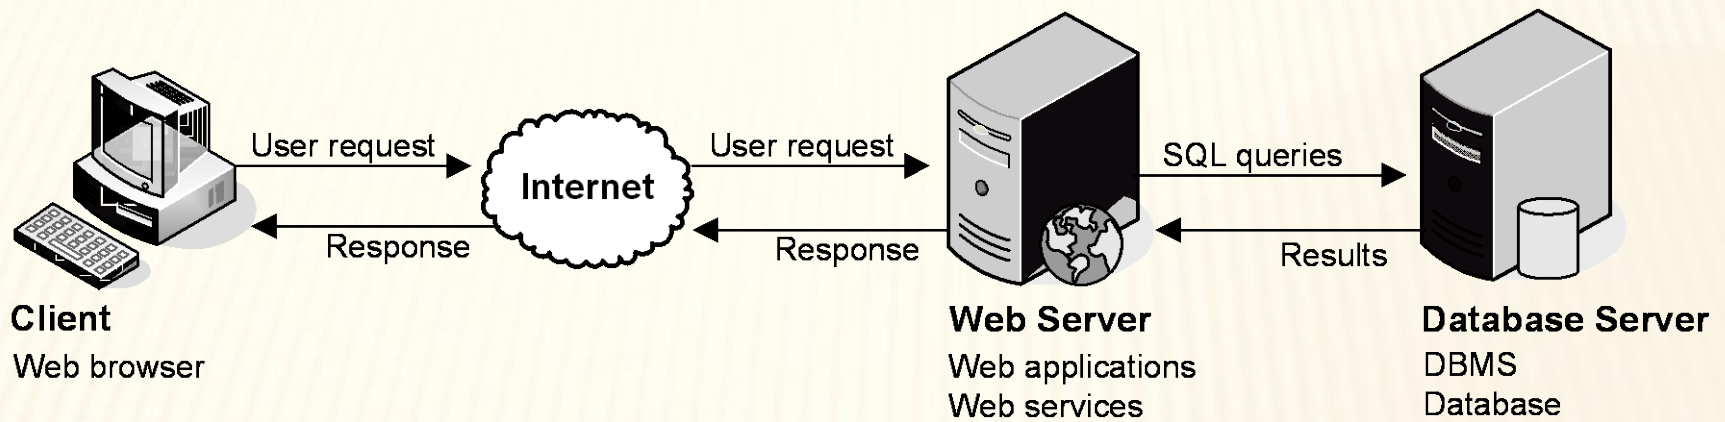 User request
User request
SQL queries
Internet
Response
Response
Results
Client
Web Server
Database Server
Web browser
Web applications
DBMS
Web services
Database